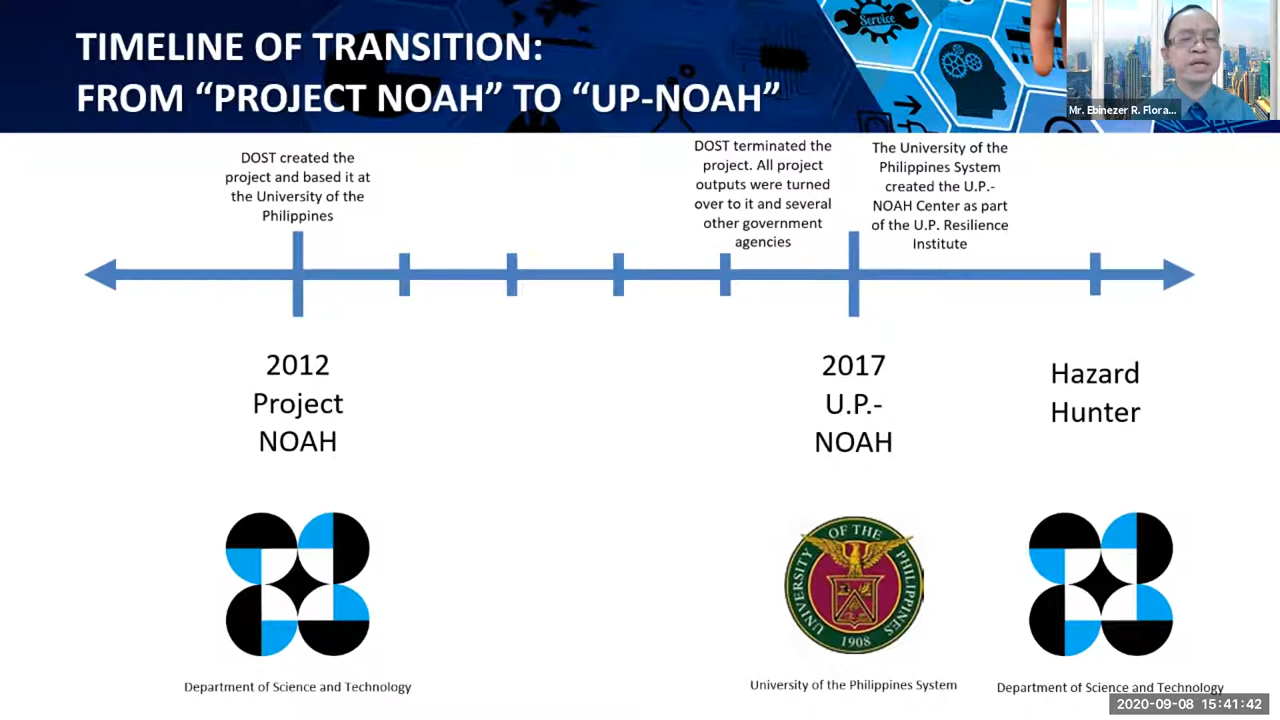 TIMELINE OF TRANSITION:
FROM “PROJECT NOAH” TO “UP-NOAH”
Service
Mr. Ebinezer R. Flora...
DOST created the
project and based it at
the University of the
Philippines
DOST terminated the
project. All project
outputs were turned
over to it and several
other government
agencies
The University of the
Philippines System
created the U.P.-
NOAH Center as part
of the U.P. Resilience
Institute
2012
Project
NOAH
2017
U.P.-
NOAH
Hazard
Hunter
UNIVERSITY OF THE PHILIPPINES
1908
Department of Science and Technology
University of the Philippines System
Department of Science and Technology
2020-09-08 15:41:42